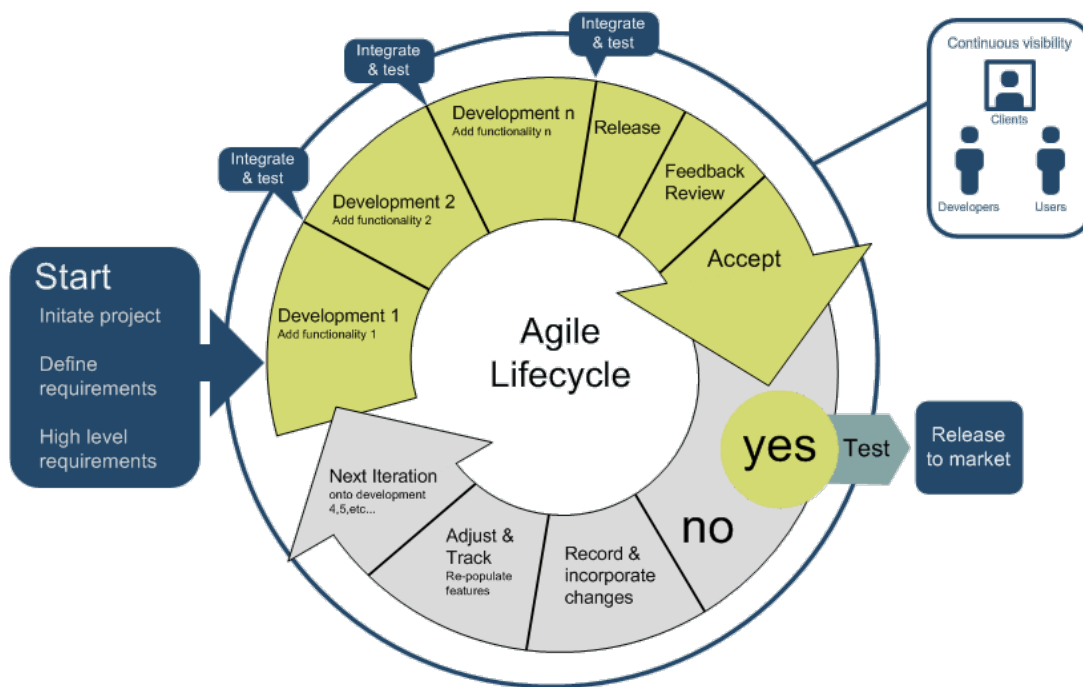 Start
Initate project
Define
requirements
High level
requirements
Integrate
& test
Integrate
& test
Integrate
& test
Development 1
Add functionality 1
Development 2
Add functionality 2
Development n
Add functionality n
Release
Feedback
Review
Accept
Agile
Lifecycle
yes
Test
Release
to market
no
Record &
incorporate
changes
Adjust &
Track
Re-populate
features
Next Iteration
onto development
4,5,etc...
Continuous visibility
Clients
Developers
Users